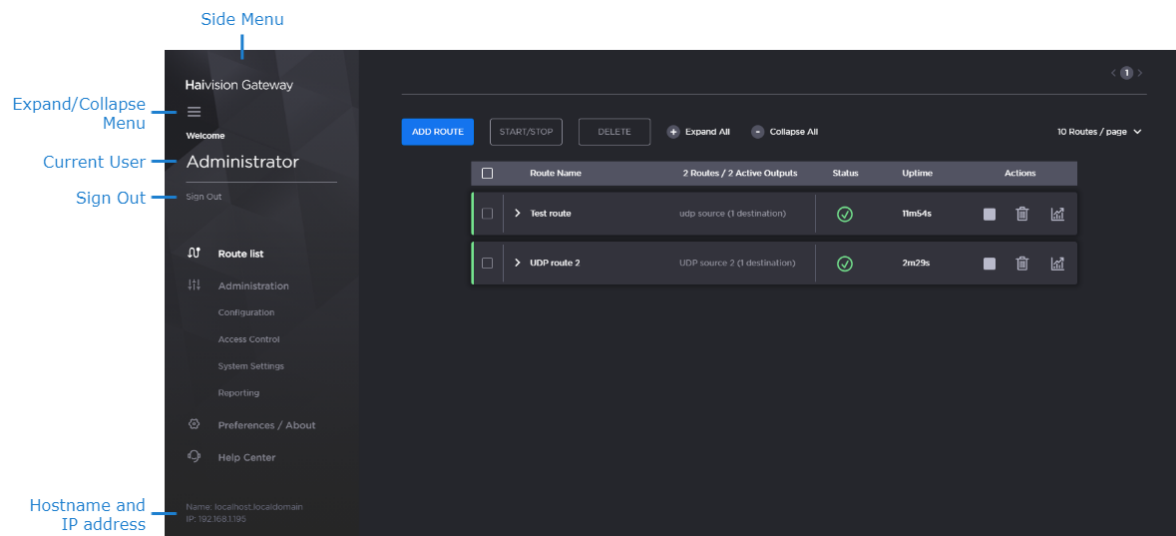 Side Menu
Haivision Gateway
< 1 >
Expand/Collapse
Menu
Welcome
ADD ROUTE START/STOP DELETE + Expand All - Collapse All 10 Routes / page
Current User
Administrator
Route Name 2 Routes / 2 Active Outputs Status Uptime Actions
Sign Out
Sign Out
Test route udp source (1 destination) 11m54s
Route list
UDP route 2 UDP source 2 (1 destination) 2m29s
Administration
Configuration
Access Control
System Settings
Reporting
Preferences / About
Help Center
Hostname and
IP address
Name: localhost.localdomain
IP: 192.168.1.195